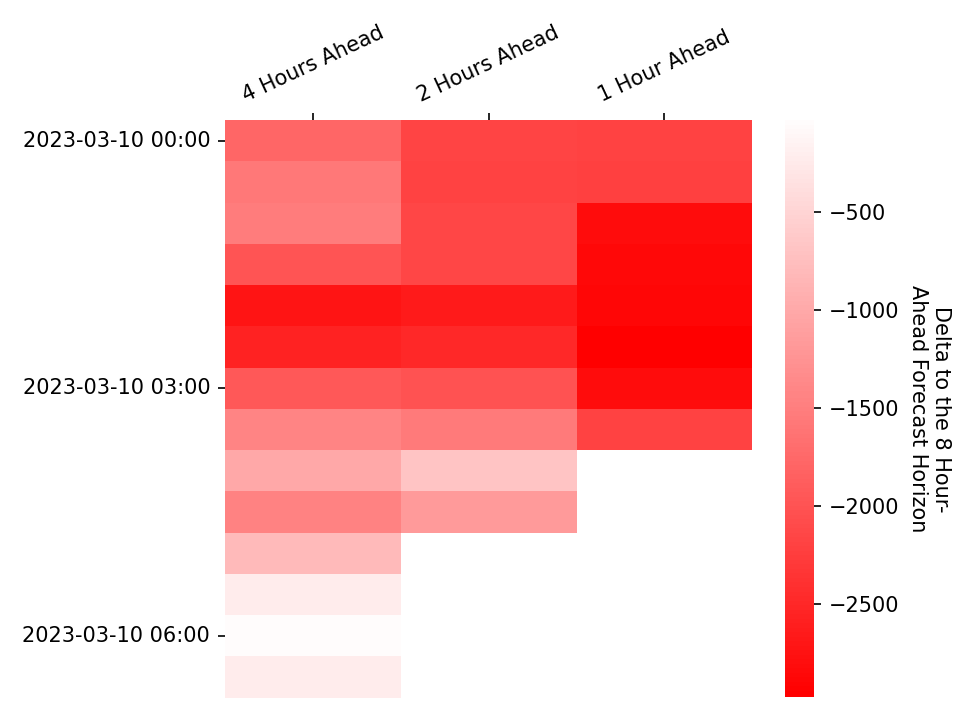 4 Hours Ahead
2 Hours Ahead
1 Hour Ahead
2023-03-10 00:00
2023-03-10 03:00
2023-03-10 06:00
−500
−1000
−1500
−2000
−2500
Delta to the 8 Hour-
Ahead Forecast Horizon